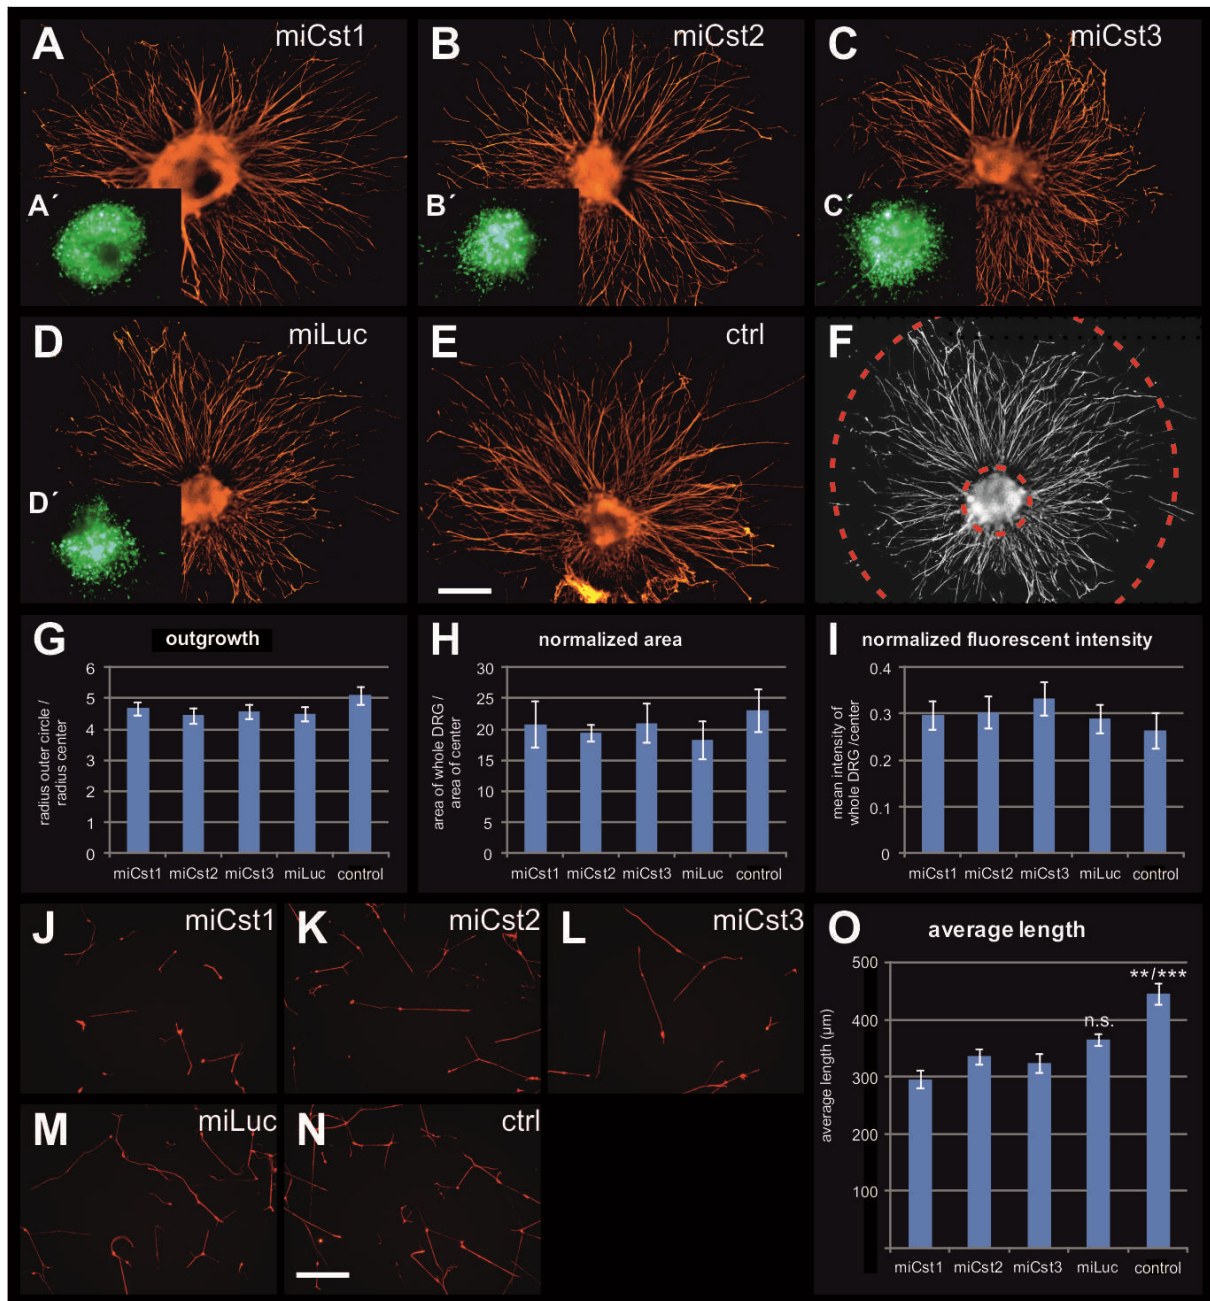 A miCst1
B miCst2
C miCst3
A´
B´
C´
D miLuc
E ctrl
F
D´
G outgrowth
6
5
4
3
2
1
0
radius outer circle /
radius center
miCst1 miCst2 miCst3 miLuc control
H normalized area
30
25
20
15
10
5
0
area of whole DRG /
area of center
miCst1 miCst2 miCst3 miLuc control
I normalized fluorescent intensity
0.4
0.3
0.2
0.1
0
mean intensity of
whole DRG /center
miCst1 miCst2 miCst3 miLuc control
J miCst1
K miCst2
L miCst3
M miLuc
N ctrl
O average length
500
400
300
200
100
average length (µm)
n.s.
**/***
miCst1 miCst2 miCst3 miLuc control